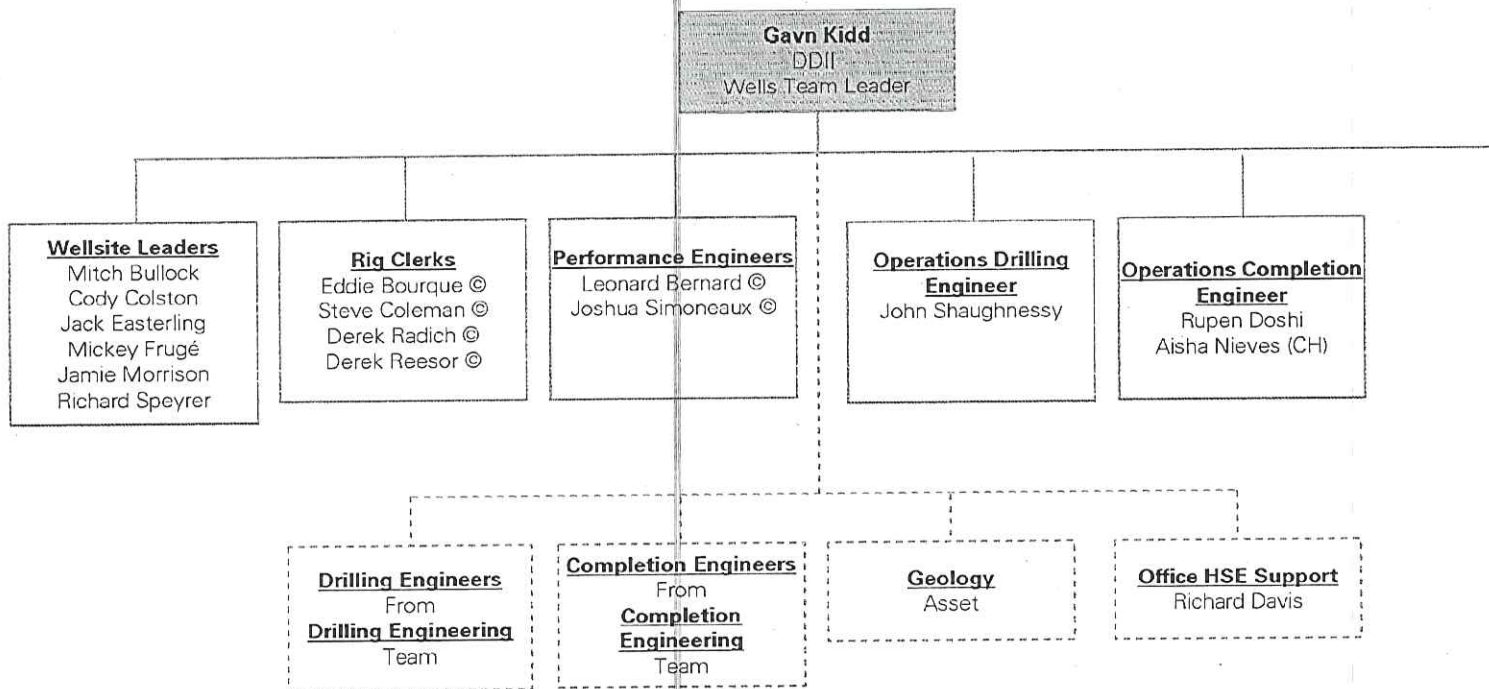 Gavn Kidd
DDII
Wells Team Leader
Wellsite Leaders
Mitch Bullock
Cody Colston
Jack Easterling
Mickey Frugé
Jamie Morrison
Richard Speyrer
Rig Clerks
Eddie Bourque ©
Steve Coleman ©
Derek Radich ©
Derek Reesor ©
Performance Engineers
Leonard Bernard ©
Joshua Simoneaux ©
Operations Drilling
Engineer
John Shaughnessy
Operations Completion
Engineer
Rupen Doshi
Aisha Nieves (CH)
Drilling Engineers
From
Drilling Engineering
Team
Completion Engineers
From
Completion
Engineering
Team
Geology
Asset
Office HSE Support
Richard Davis